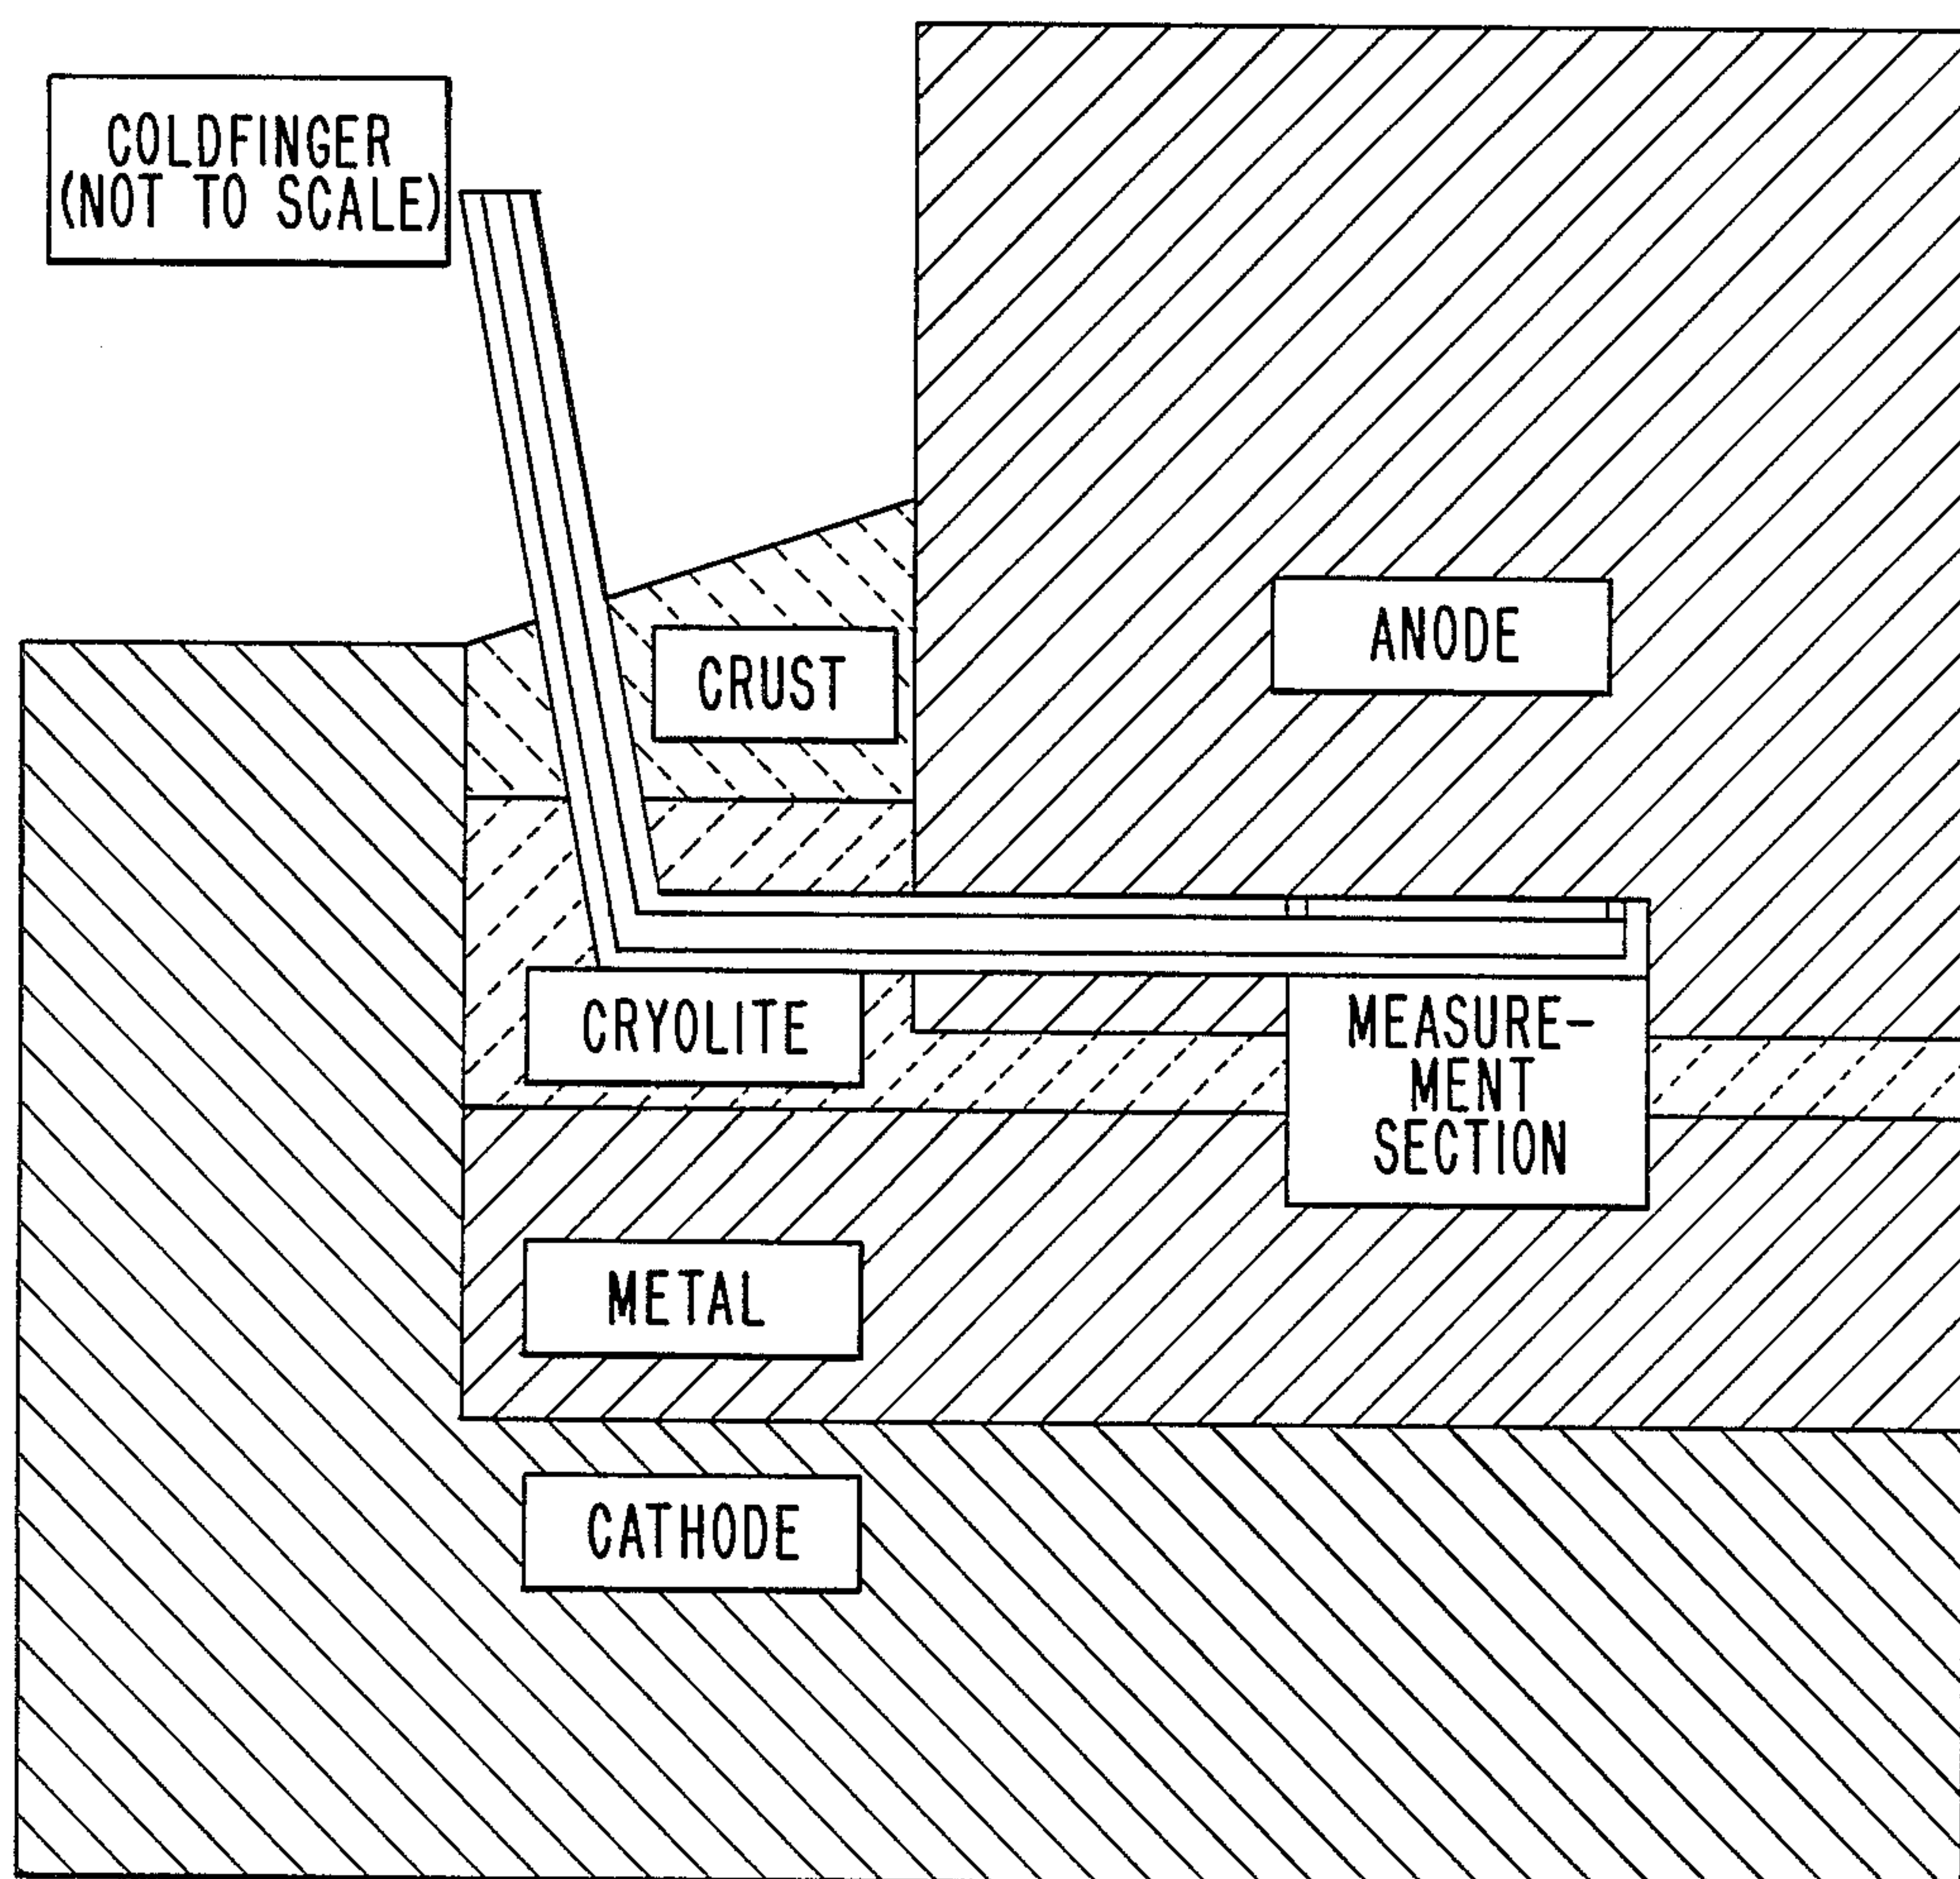 COLDFINGER
(NOT TO SCALE)
ANODE
CRUST
CRYOLITE
MEASURE-
MENT
SECTION
METAL
CATHODE